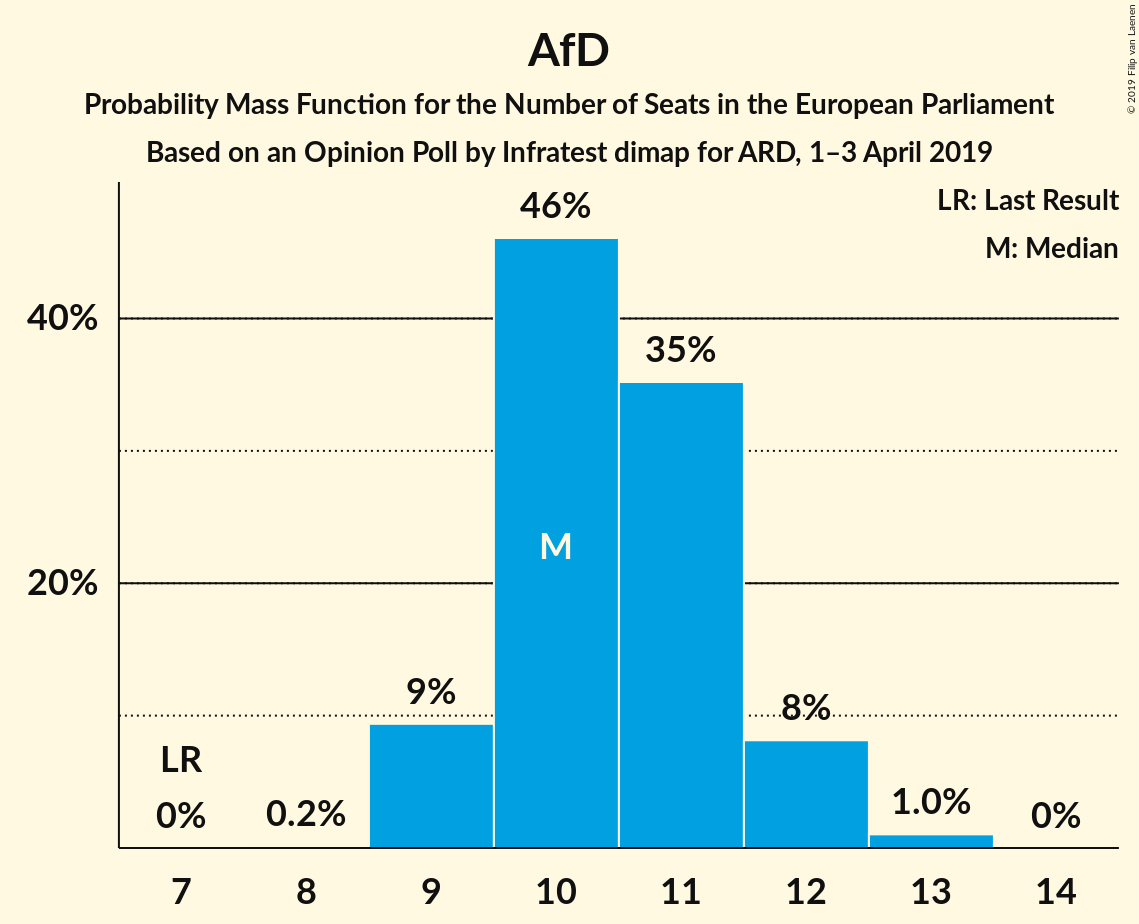 AfD
Probability Mass Function for the Number of Seats in the European Parliament
Based on an Opinion Poll by Infratest dimap for ARD, 1–3 April 2019
© 2019 Filip van Laenen
LR: Last Result
M: Median
46%
40%
35%
M
20%
9%
8%
LR
0%
0.2%
1.0%
0%
7 8 9 10 11 12 13 14